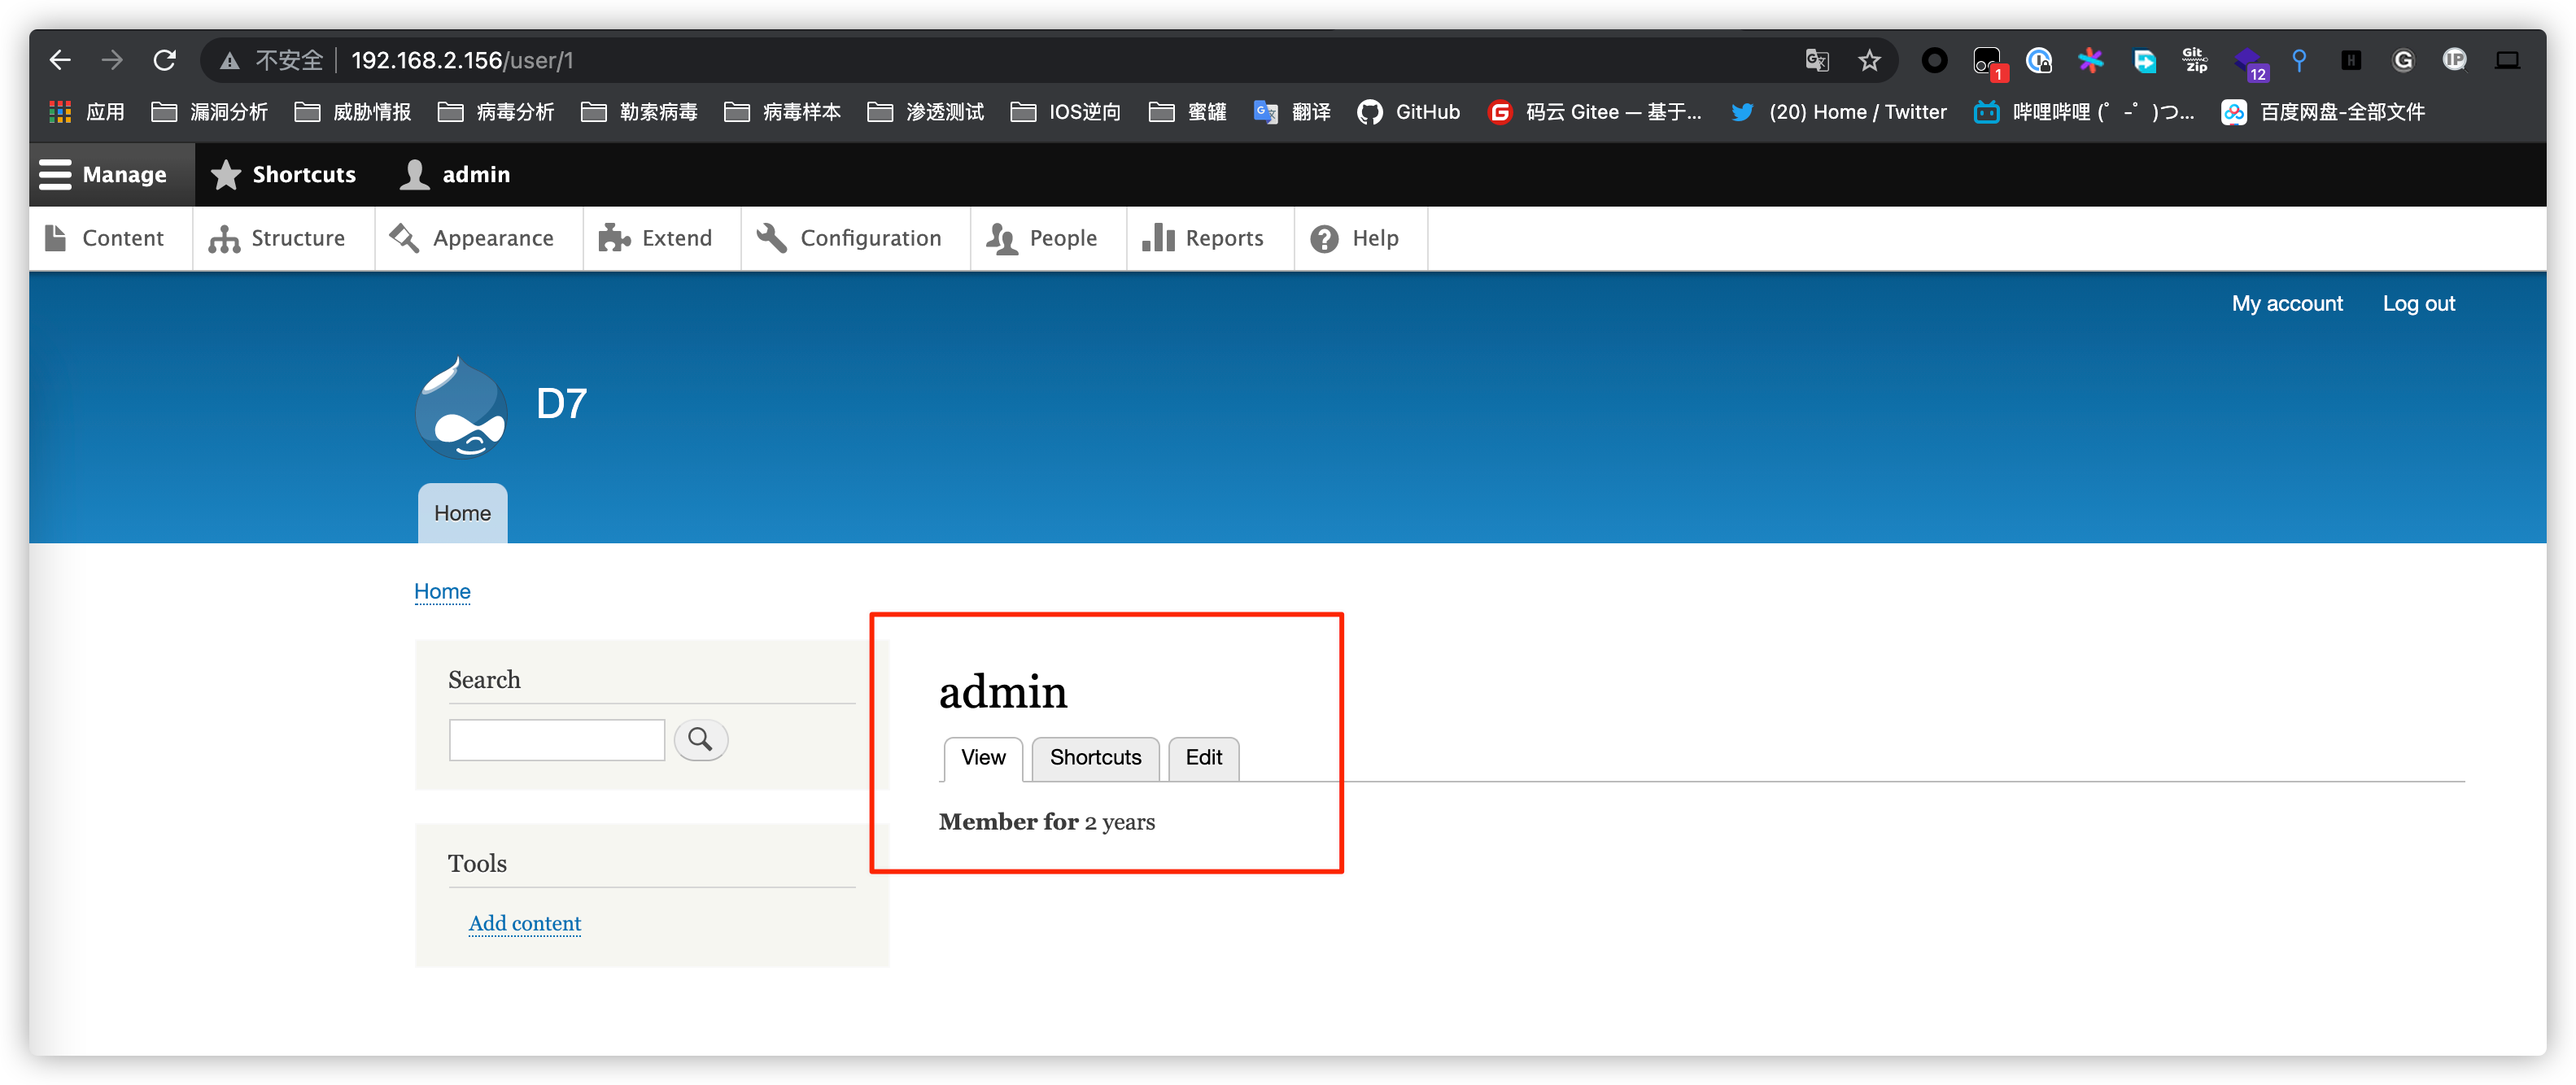 不安全 192.168.2.156/user/1
Git Zip 1 12 H G IP
应用 漏洞分析 威胁情报 病毒分析 勒索病毒 病毒样本 渗透测试 IOS逆向 蜜罐 翻译 GitHub 码云 Gitee — 基于... (20) Home / Twitter 哔哩哔哩 (゜-゜)つ... 百度网盘-全部文件
Manage Shortcuts admin
Content Structure Appearance Extend Configuration People Reports Help
My account Log out
D7
Home
Home
Search
admin
View Shortcuts Edit
Member for 2 years
Tools
Add content